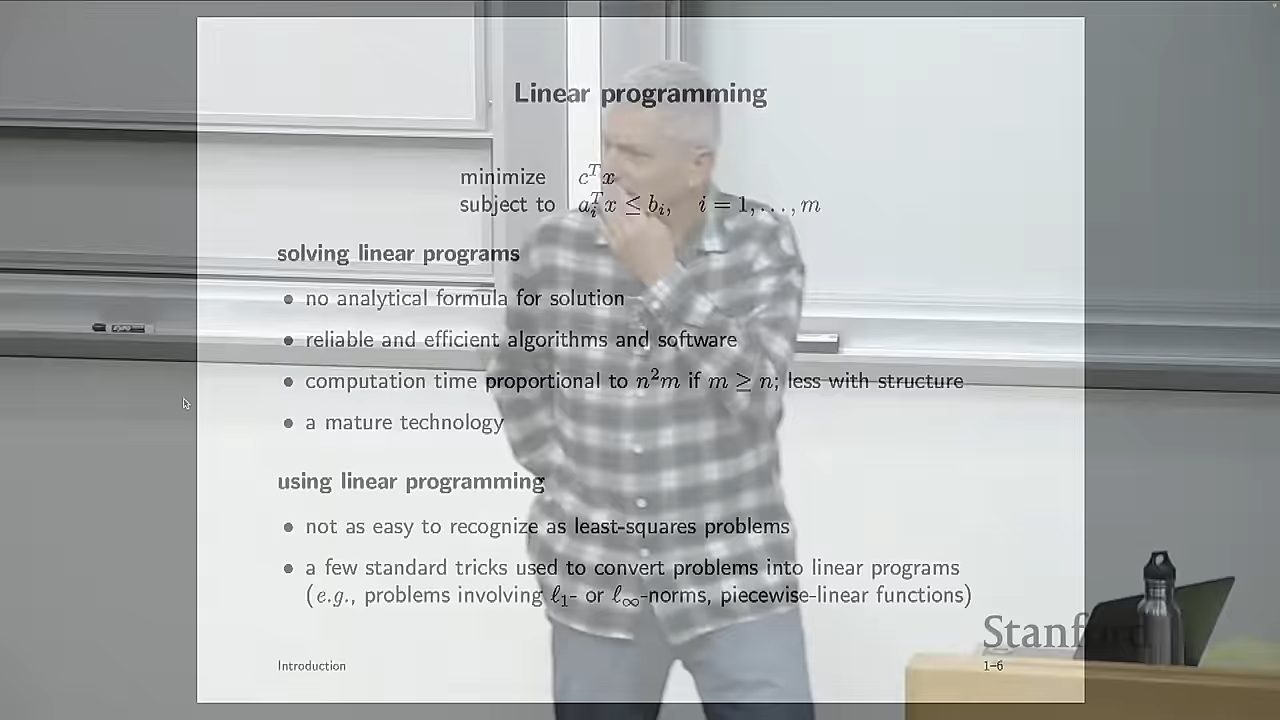 Linear programming
minimize c^T x
subject to a_i^T x ≤ b_i, i = 1, . . . , m
solving linear programs
• no analytical formula for solution
• reliable and efficient algorithms and software
• computation time proportional to n²m if m ≥ n; less with structure
• a mature technology
using linear programming
• not as easy to recognize as least-squares problems
• a few standard tricks used to convert problems into linear programs
(e.g., problems involving ℓ₁- or ℓ∞-norms, piecewise-linear functions)
Stanford
Introduction 1–6